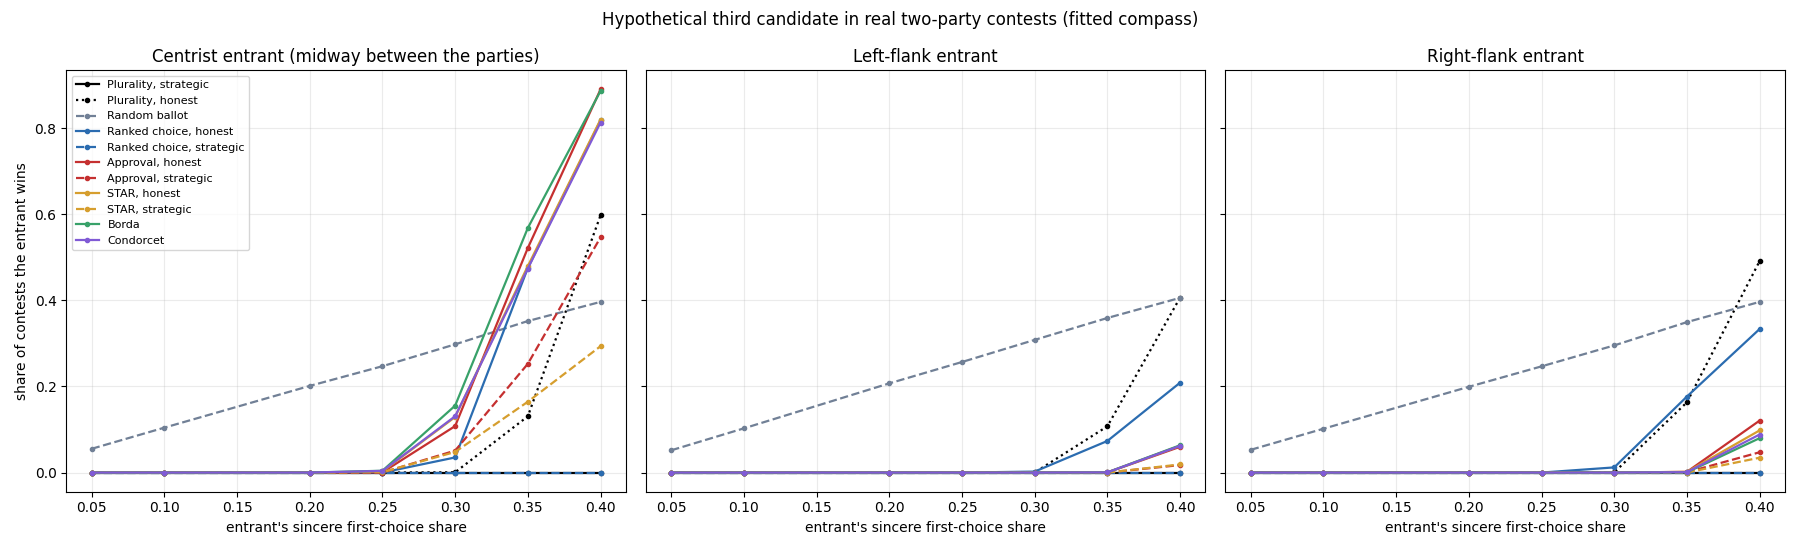 Hypothetical third candidate in real two-party contests (fitted compass)
Centrist entrant (midway between the parties)
Left-flank entrant
Right-flank entrant
Plurality, strategic
Plurality, honest
Random ballot
Ranked choice, honest
Ranked choice, strategic
Approval, honest
Approval, strategic
STAR, honest
STAR, strategic
Borda
Condorcet
share of contests the entrant wins
0.8
0.6
0.4
0.2
0.0
0.05 0.10 0.15 0.20 0.25 0.30 0.35 0.40
0.05 0.10 0.15 0.20 0.25 0.30 0.35 0.40
0.05 0.10 0.15 0.20 0.25 0.30 0.35 0.40
entrant's sincere first-choice share
entrant's sincere first-choice share
entrant's sincere first-choice share